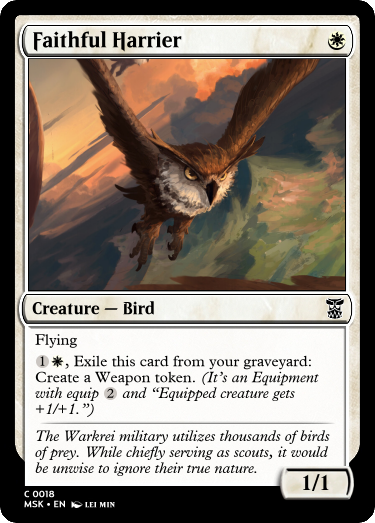 Faithful Harrier
Creature — Bird
Flying
1, Exile this card from your graveyard:
Create a Weapon token. (It's an Equipment
with equip 2 and “Equipped creature gets
+1/+1.”)
The Warkrei military utilizes thousands of birds
of prey. While chiefly serving as scouts, it would
be unwise to ignore their true nature.
1/1
C 0018
MSK • EN LEI MIN